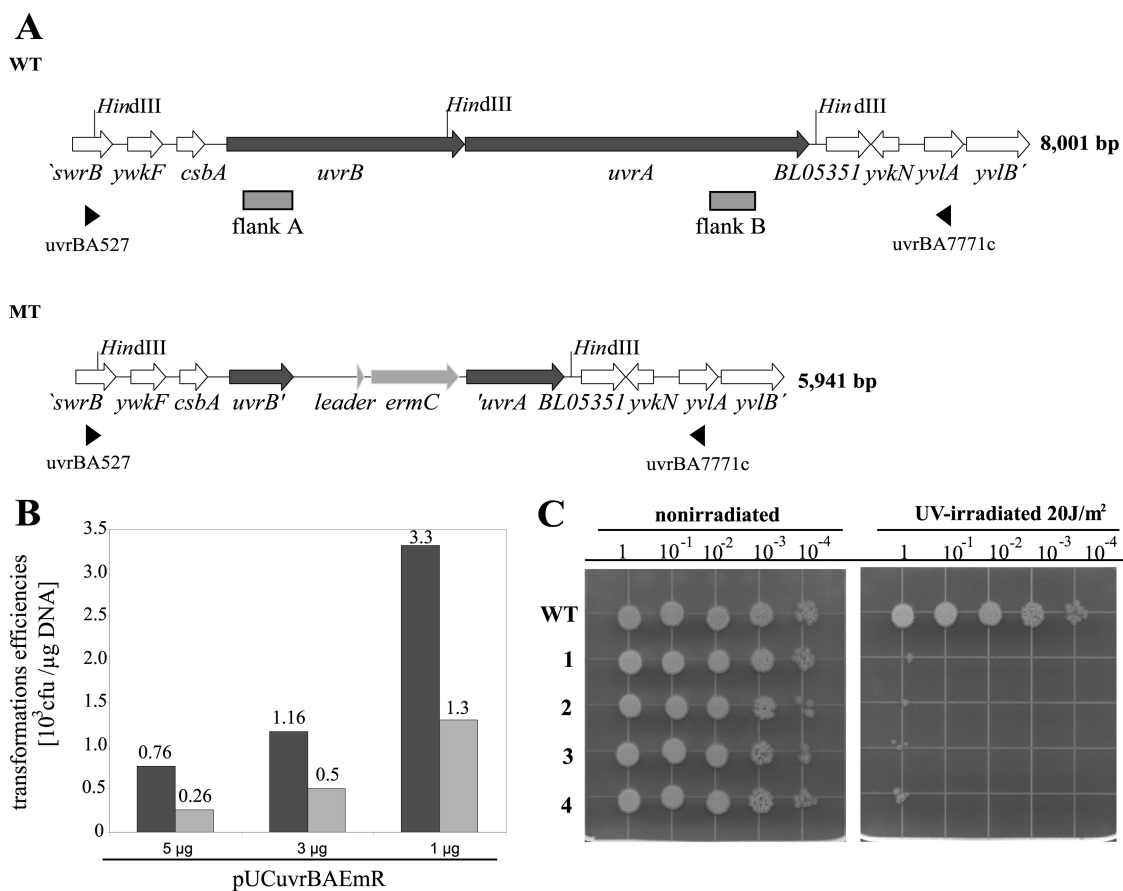 A
WT
HindIII HindIII HindIII
8,001 bp
`swrB ywkF csbA uvrB uvrA BL05351 yvkN yvlA yvlB´
flank A flank B
uvrBA527 uvrBA7771c
MT
HindIII HindIII
5,941 bp
`swrB ywkF csbA uvrB' leader ermC 'uvrA BL05351 yvkN yvlA yvlB´
uvrBA527 uvrBA7771c
B
transformations efficiencies
[10³cfu /µg DNA]
3.5
3.0
2.5
2.0
1.5
1.0
0.5
0
0.76 0.26 1.16 0.5 3.3 1.3
5 µg 3 µg 1 µg
pUCuvrBAEmR
C
nonirradiated UV-irradiated 20J/m²
1 10⁻¹ 10⁻² 10⁻³ 10⁻⁴ 1 10⁻¹ 10⁻² 10⁻³ 10⁻⁴
WT
1
2
3
4